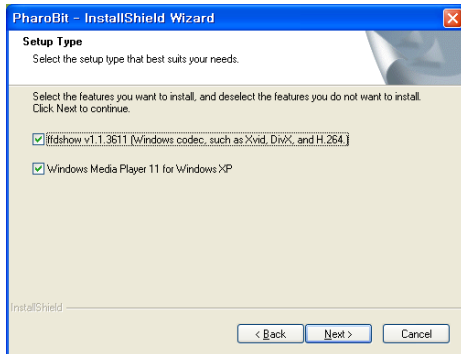 PharoBit - InstallShield Wizard
Setup Type
Select the setup type that best suits your needs.
Select the features you want to install, and deselect the features you do not want to install.
Click Next to continue.
ffdshow v1.1.3611 (Windows codec, such as Xvid, DivX, and H.264.)
Windows Media Player 11 for Windows XP
InstallShield
< Back
Next >
Cancel